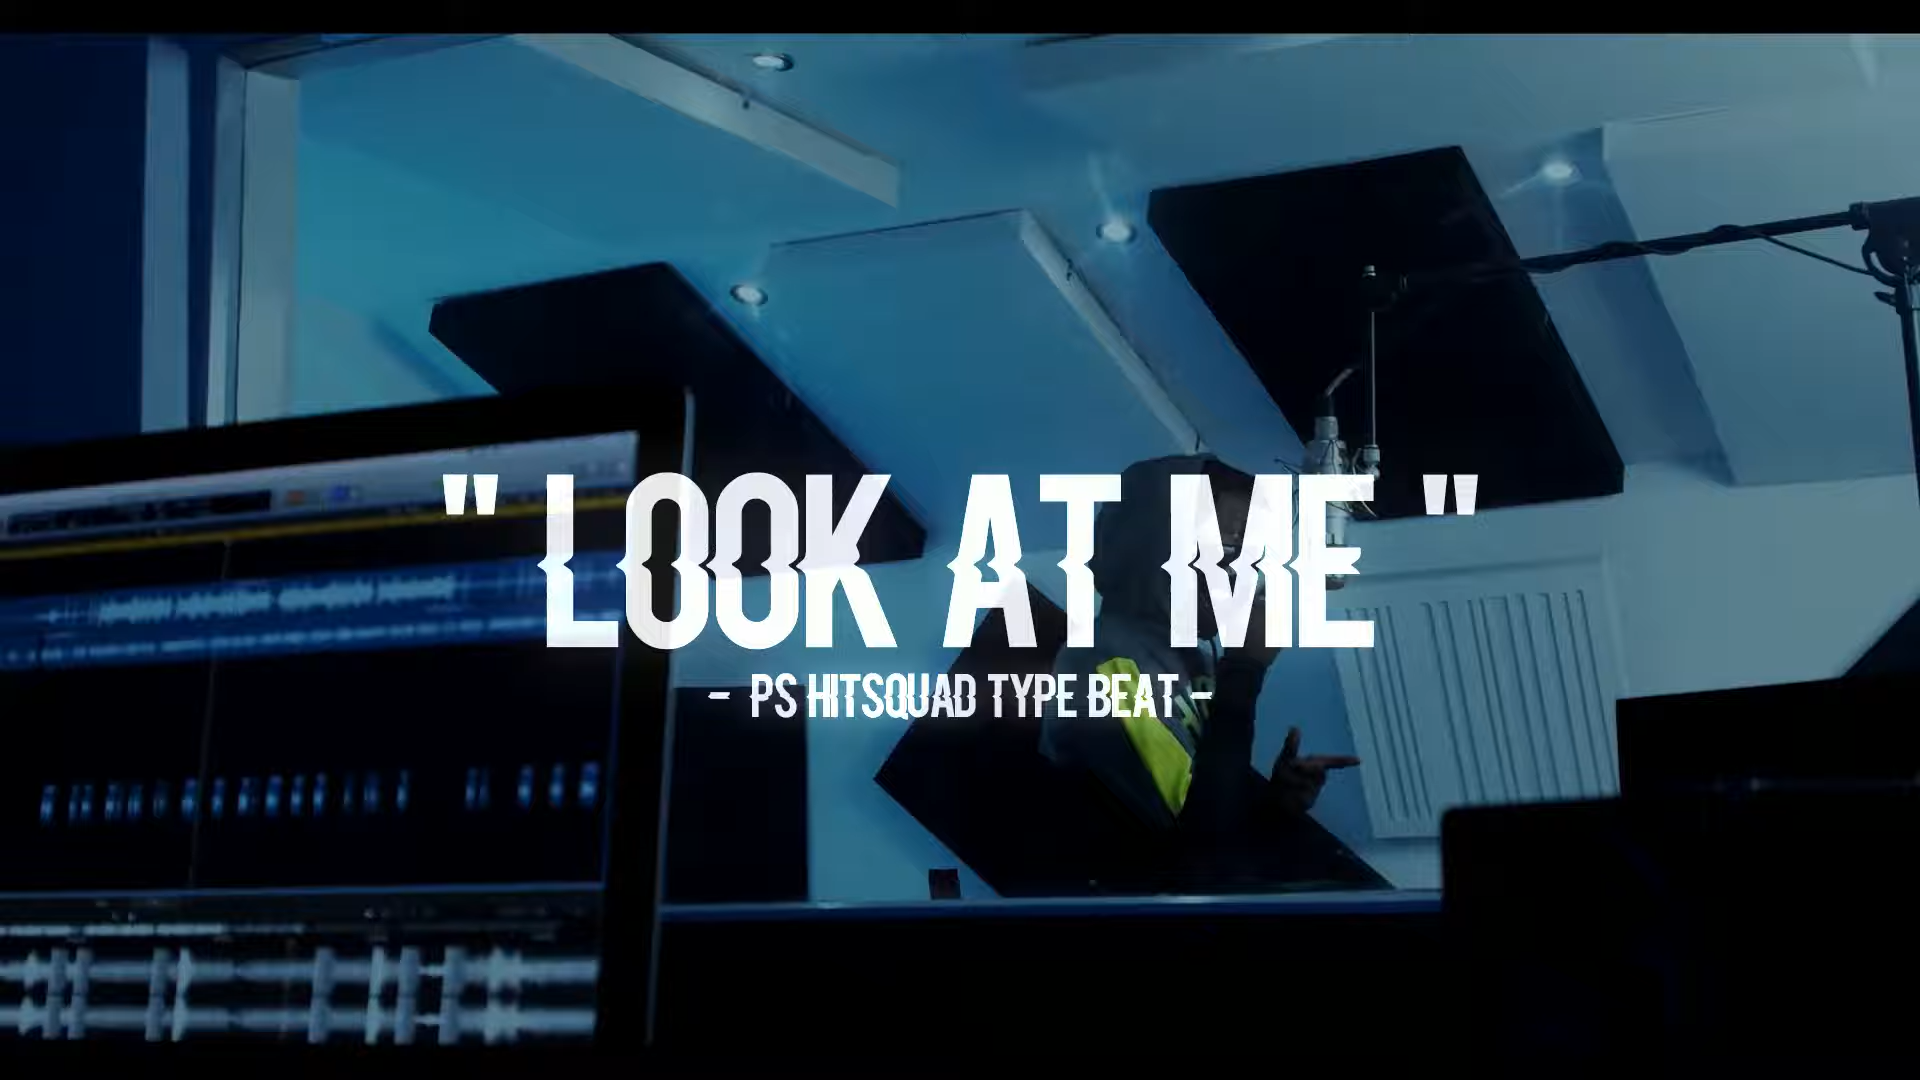 " LOOK AT ME "
- PS HITSQUAD TYPE BEAT -